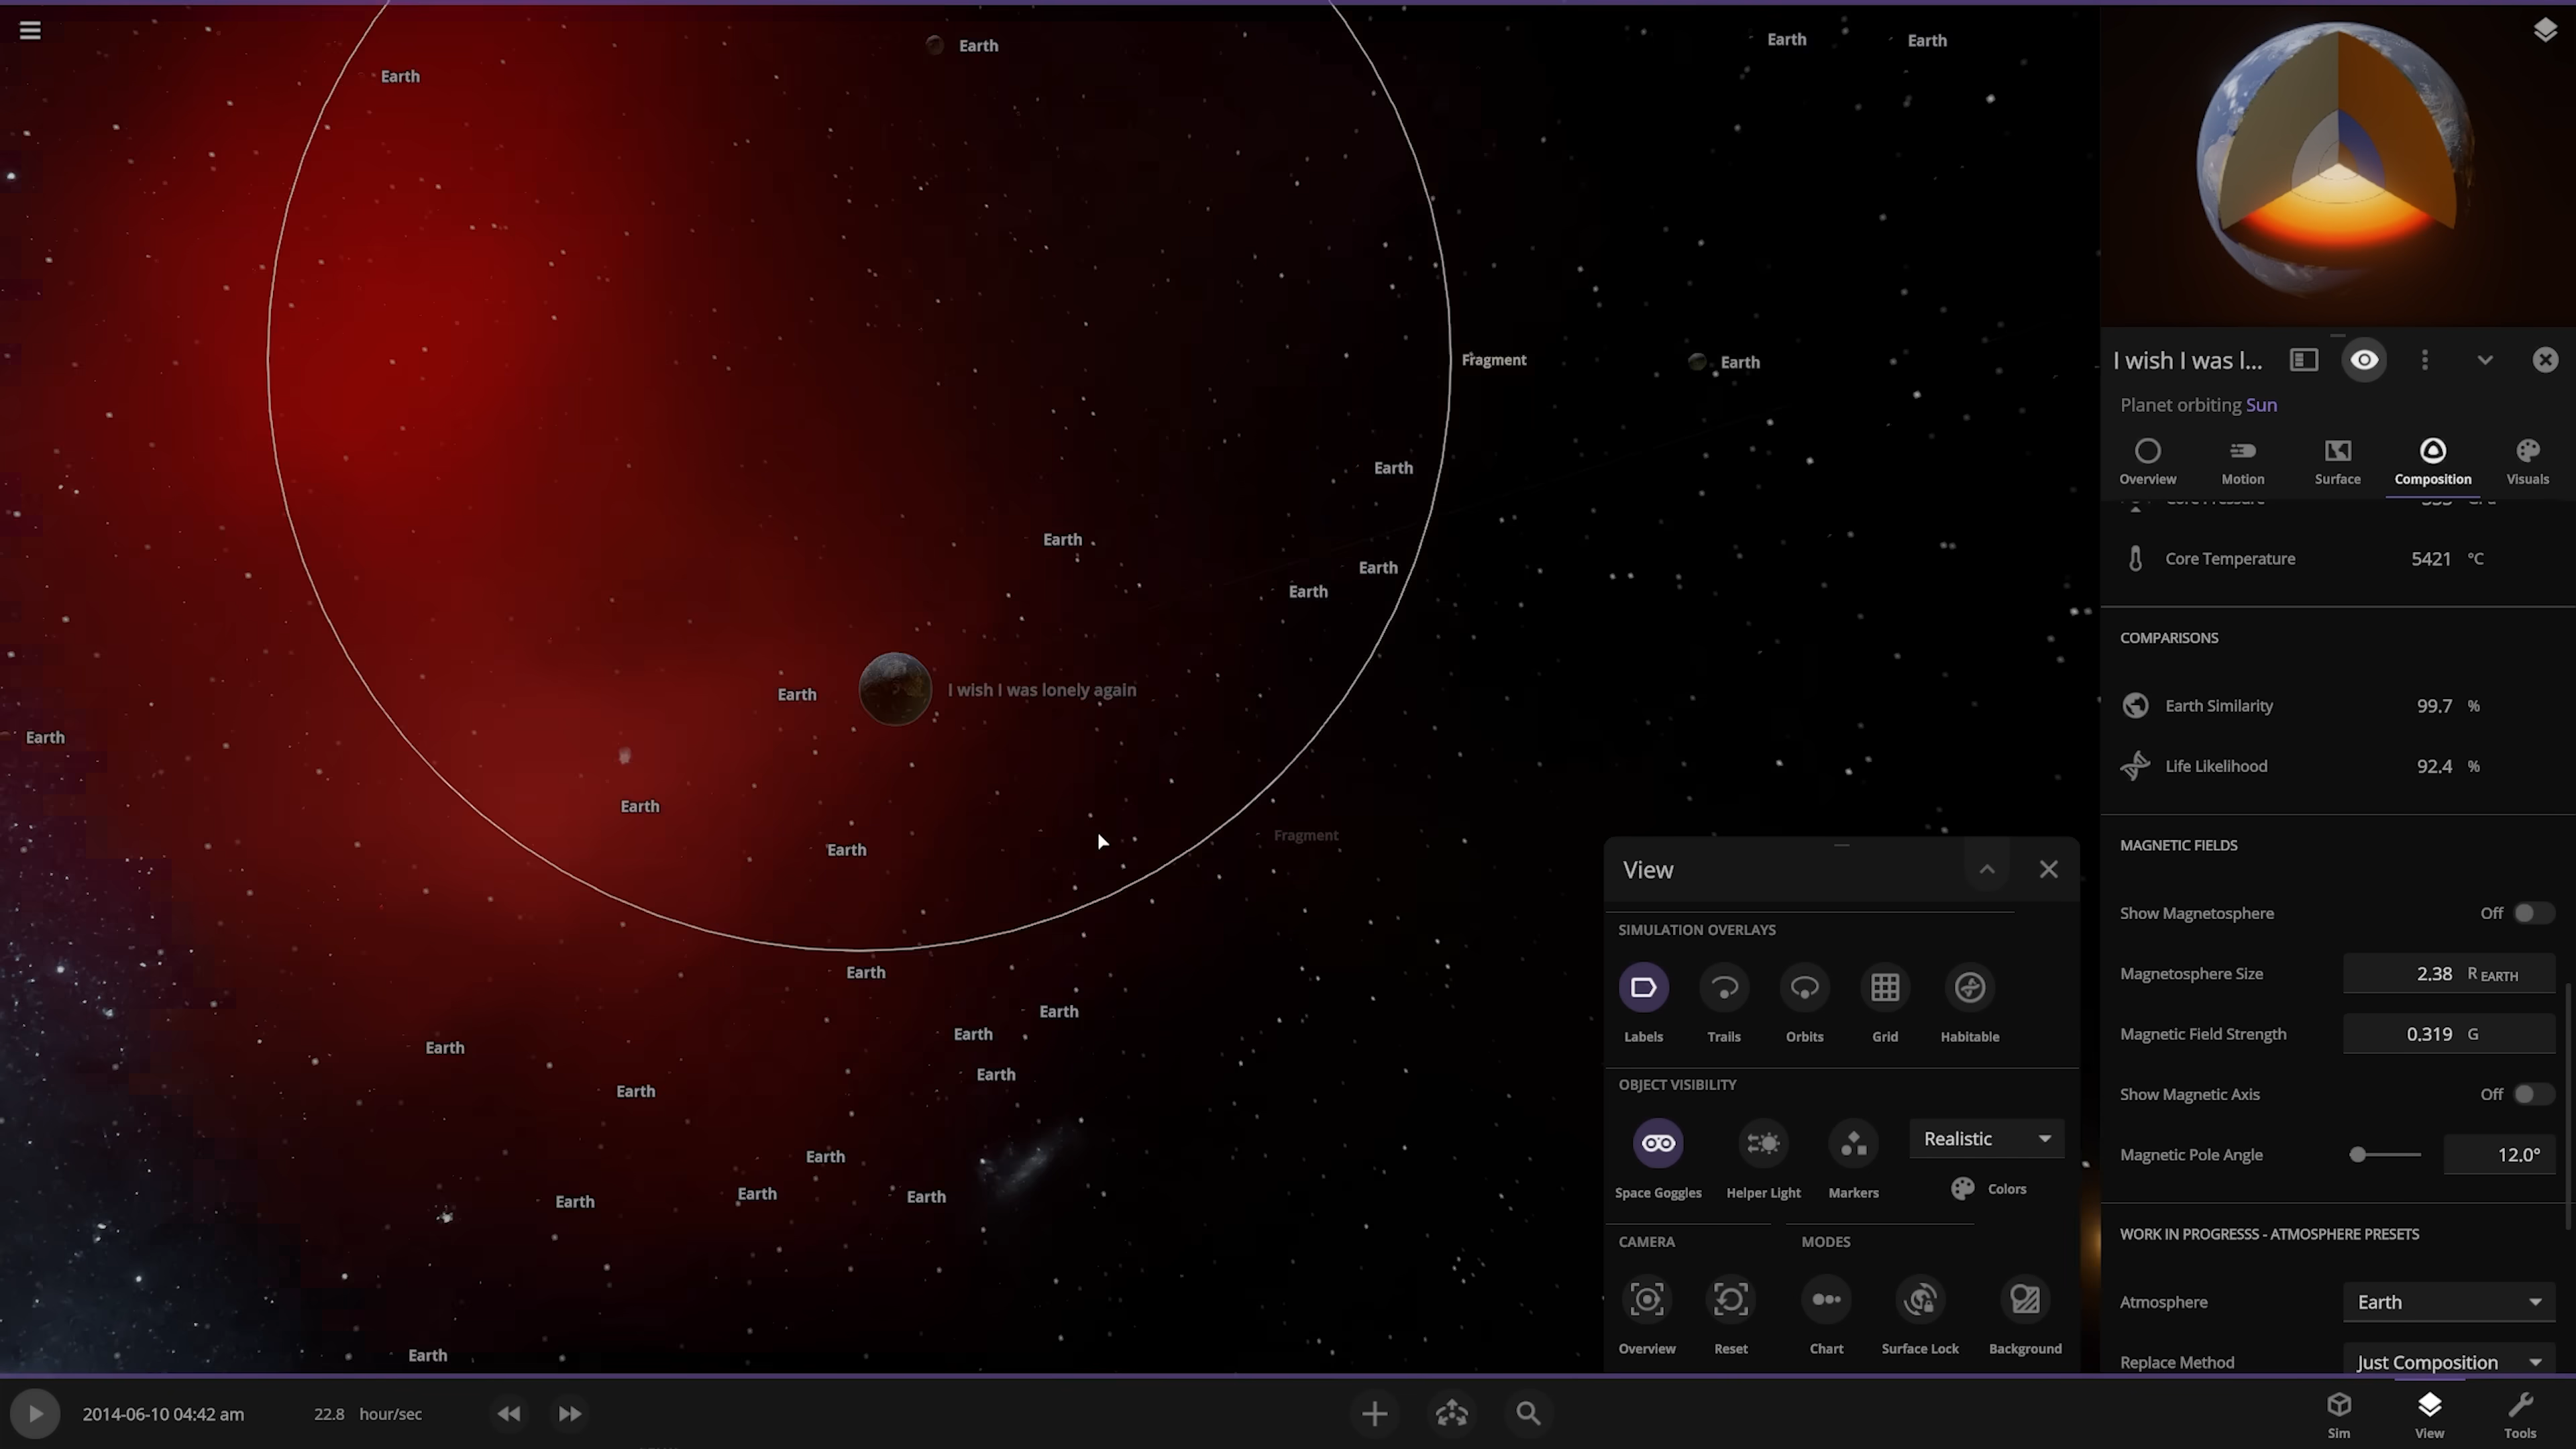 Earth
Earth
Earth
Earth
Fragment
Earth
Earth
Earth
Earth
Earth
Earth
I wish I was lonely again
Earth
Earth
Earth
Fragment
Earth
Earth
Earth
Earth
Earth
Earth
Earth
Earth
Earth
Earth
Earth
I wish I was l...
Planet orbiting Sun
Overview Motion Surface Composition Visuals
Core Temperature 5421 °C
COMPARISONS
Earth Similarity 99.7 %
Life Likelihood 92.4 %
MAGNETIC FIELDS
Show Magnetosphere Off
Magnetosphere Size 2.38 R EARTH
Magnetic Field Strength 0.319 G
Show Magnetic Axis Off
Magnetic Pole Angle 12.0°
WORK IN PROGRESSS - ATMOSPHERE PRESETS
Atmosphere Earth
Replace Method Just Composition
View
SIMULATION OVERLAYS
Labels Trails Orbits Grid Habitable
OBJECT VISIBILITY
Realistic
Space Goggles Helper Light Markers Colors
CAMERA MODES
Overview Reset Chart Surface Lock Background
2014-06-10 04:42 am 22.8 hour/sec
Sim View Tools